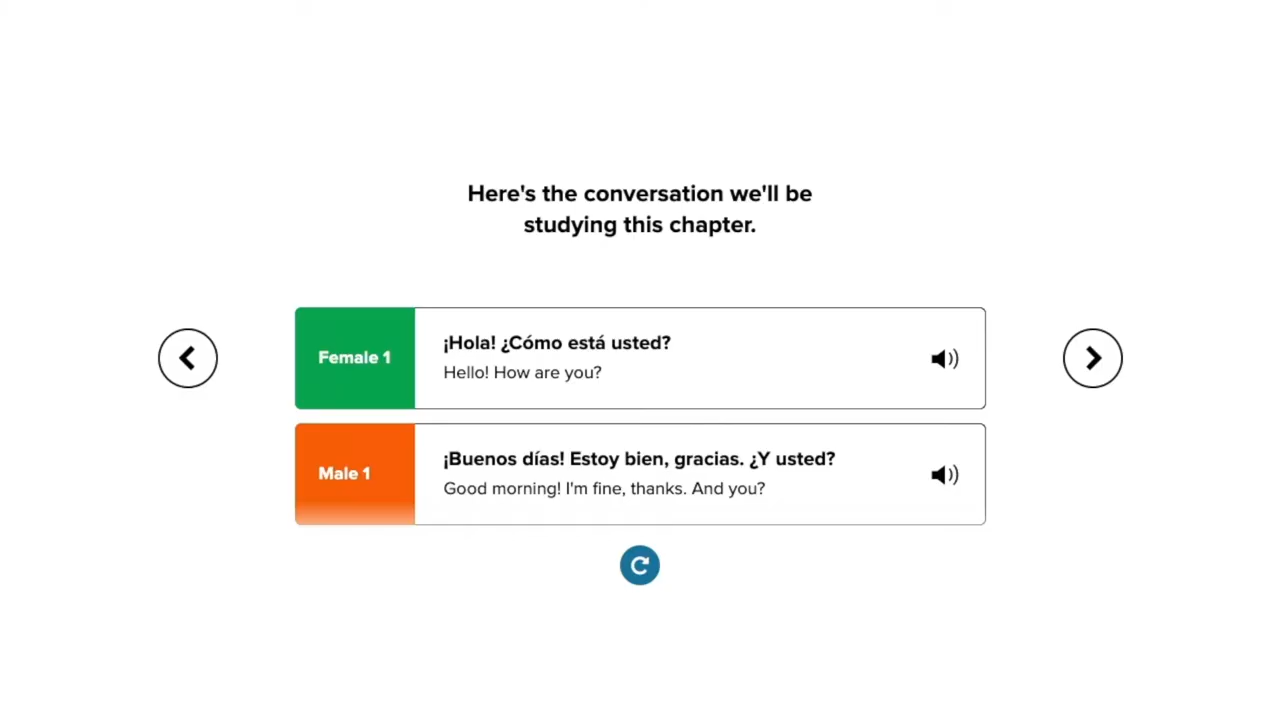 Here's the conversation we'll be
studying this chapter.
Female 1
¡Hola! ¿Cómo está usted?
Hello! How are you?
Male 1
¡Buenos días! Estoy bien, gracias. ¿Y usted?
Good morning! I'm fine, thanks. And you?